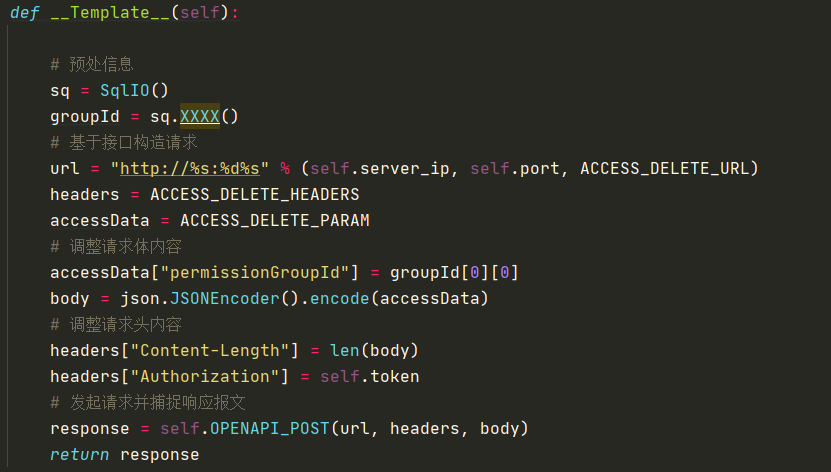 def __Template__(self):
# 预处信息
sq = SqlIO()
groupId = sq.XXXX()
# 基于接口构造请求
url = "http://%s:%d%s" % (self.server_ip, self.port, ACCESS_DELETE_URL)
headers = ACCESS_DELETE_HEADERS
accessData = ACCESS_DELETE_PARAM
# 调整请求体内容
accessData["permissionGroupId"] = groupId[0][0]
body = json.JSONEncoder().encode(accessData)
# 调整请求头内容
headers["Content-Length"] = len(body)
headers["Authorization"] = self.token
# 发起请求并捕捉响应报文
response = self.OPENAPI_POST(url, headers, body)
return response